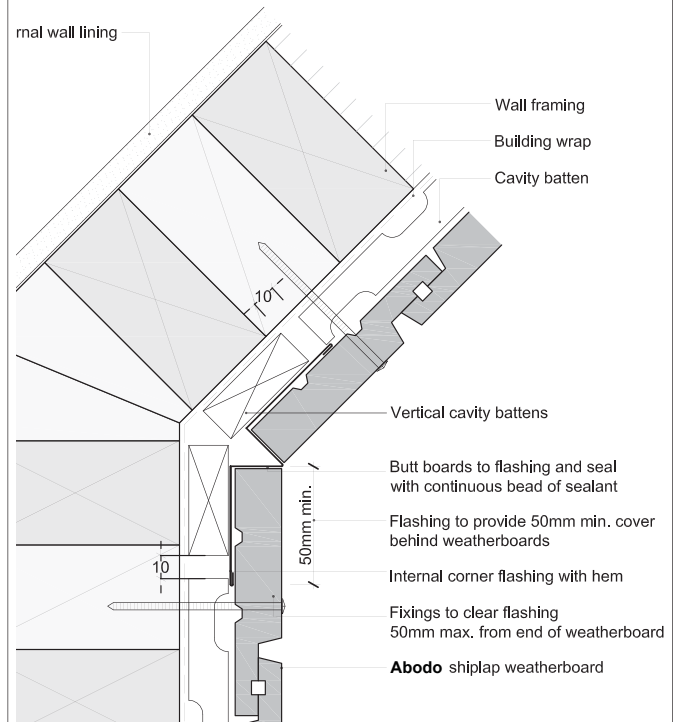 rnal wall lining
Wall framing
Building wrap
Cavity batten
10
Vertical cavity battens
Butt boards to flashing and seal
with continuous bead of sealant
50mm min.
Flashing to provide 50mm min. cover
behind weatherboards
10
Internal corner flashing with hem
Fixings to clear flashing
50mm max. from end of weatherboard
Abodo shiplap weatherboard